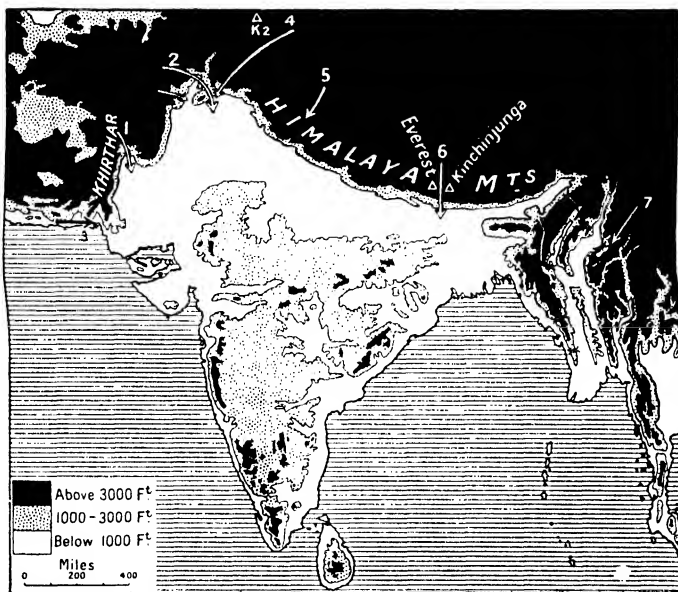 K2
4
2
5
HIMALAYA MTS
Everest
Kinchinjunga
6
1
KHIRTHAR
3
7
Above 3000 Ft
1000-3000 Ft
Below 1000 Ft
Miles
0 200 400